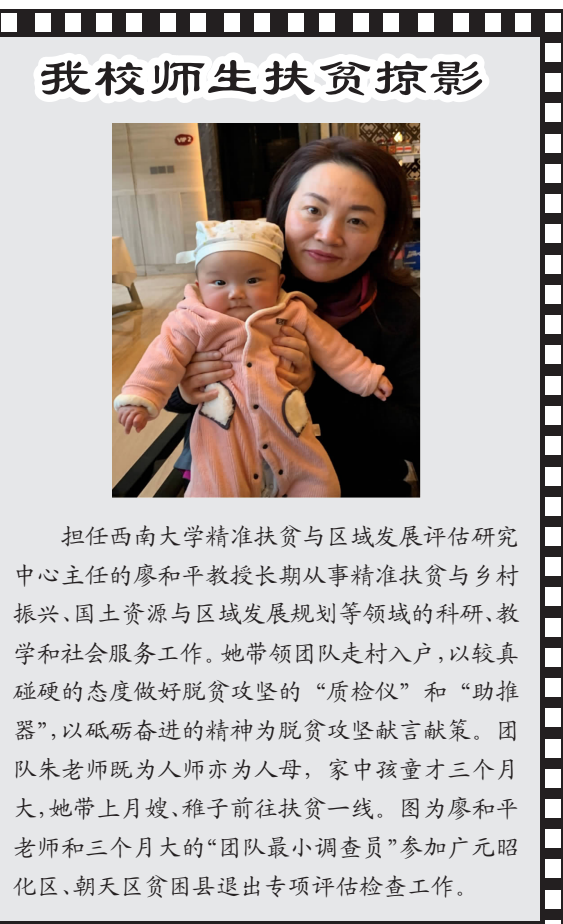 我校师生扶贫掠影
担任西南大学精准扶贫与区域发展评估研究
中心主任的廖和平教授长期从事精准扶贫与乡村
振兴、国土资源与区域发展规划等领域的科研、教
学和社会服务工作。她带领团队走村入户,以较真
碰硬的态度做好脱贫攻坚的“质检仪”和“助推
器”,以砥砺奋进的精神为脱贫攻坚献言献策。团
队朱老师既为人师亦为人母,家中孩童才三个月
大,她带上月嫂、稚子前往扶贫一线。图为廖和平
老师和三个月大的“团队最小调查员”参加广元昭
化区、朝天区贫困县退出专项评估检查工作。